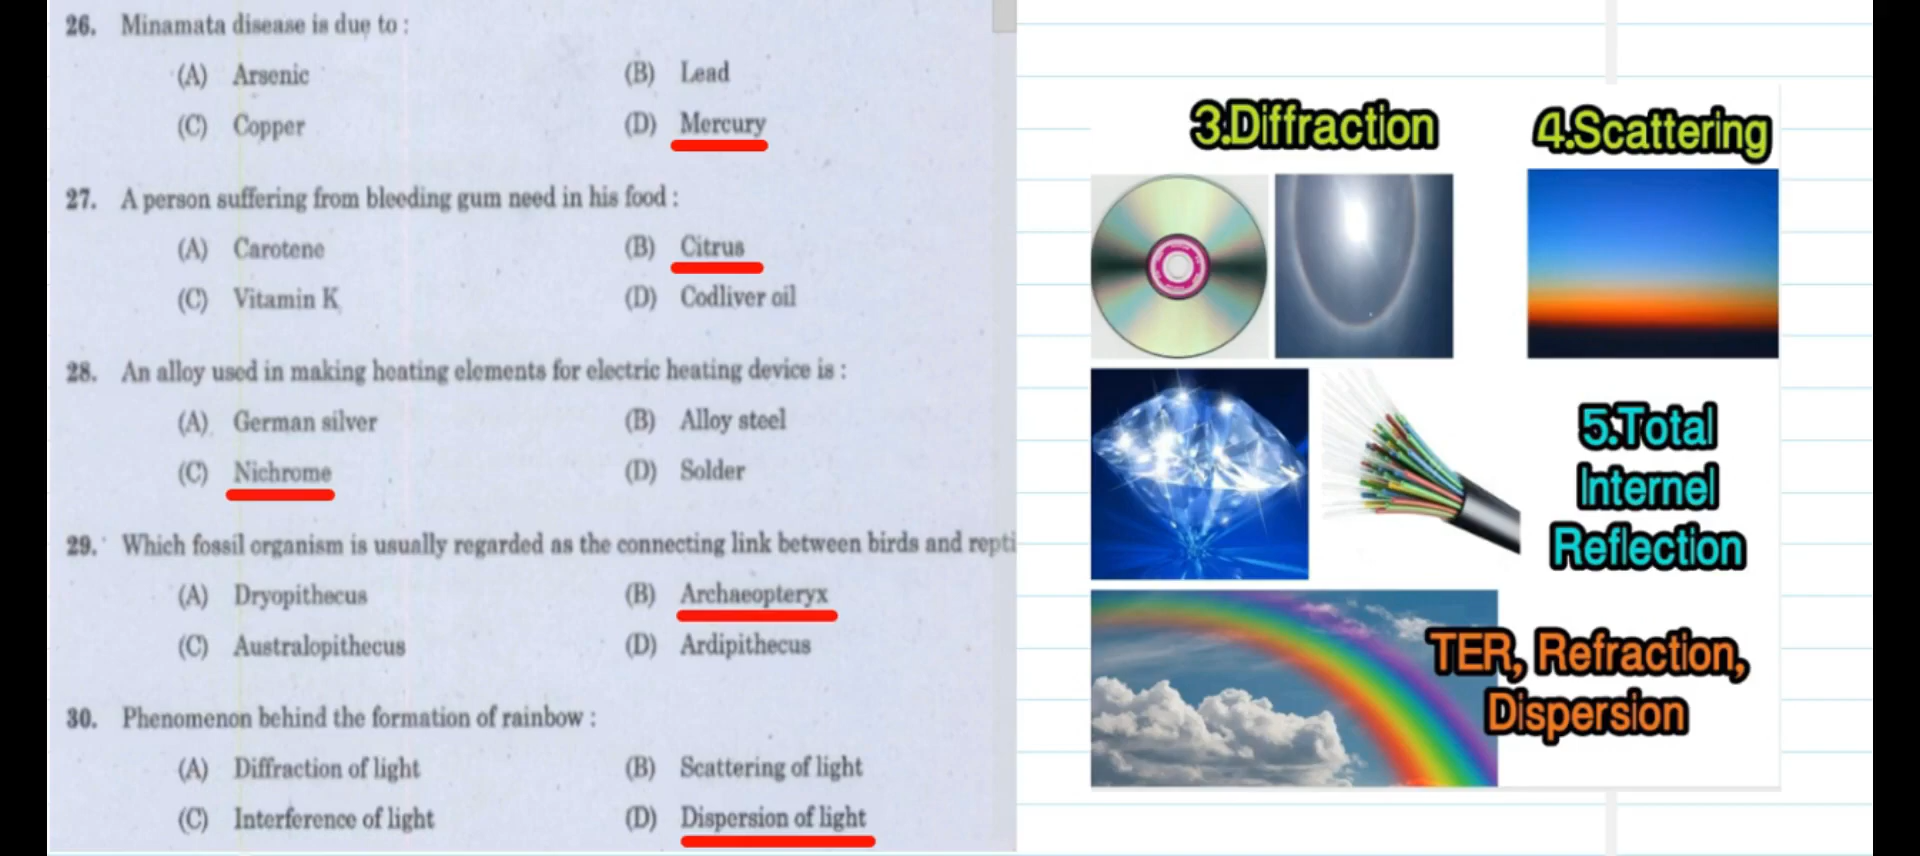 26. Minamata disease is due to :
(A) Arsenic
(B) Lead
(C) Copper
(D) Mercury
27. A person suffering from bleeding gum need in his food :
(A) Carotene
(B) Citrus
(C) Vitamin K
(D) Codliver oil
28. An alloy used in making heating elements for electric heating device is :
(A) German silver
(B) Alloy steel
(C) Nichrome
(D) Solder
29. Which fossil organism is usually regarded as the connecting link between birds and repti
(A) Dryopithecus
(B) Archaeopteryx
(C) Australopithecus
(D) Ardipithecus
30. Phenomenon behind the formation of rainbow :
(A) Diffraction of light
(B) Scattering of light
(C) Interference of light
(D) Dispersion of light
3.Diffraction
4.Scattering
5.Total
Internel
Reflection
TER, Refraction,
Dispersion